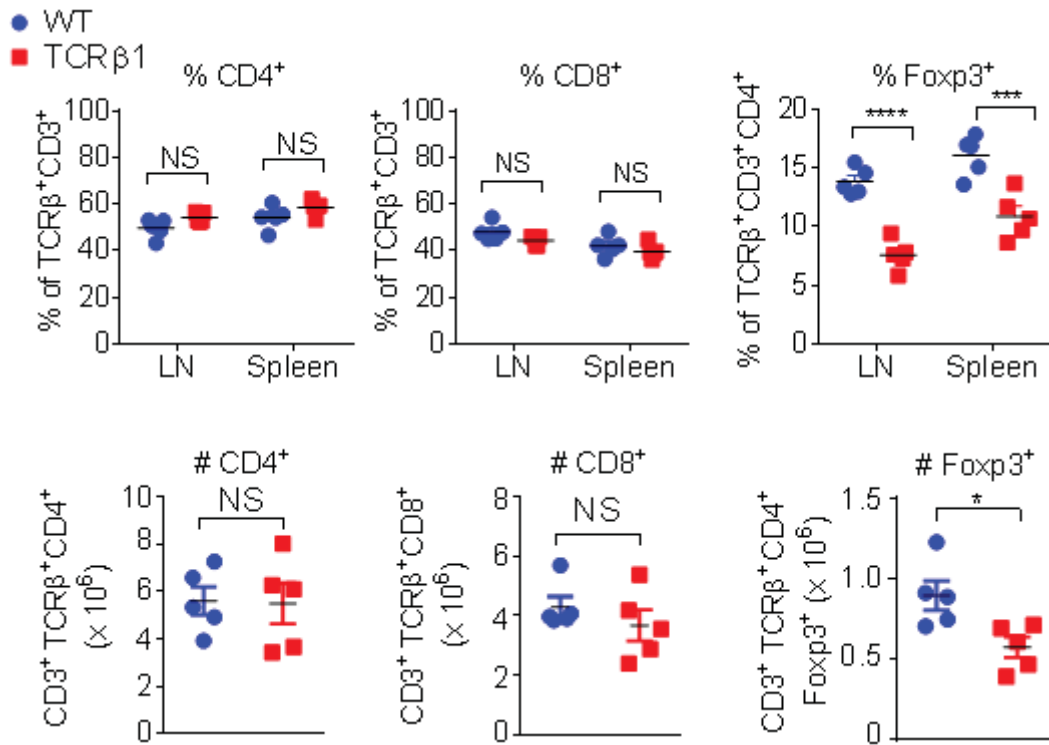 WT
TCRβ1
% CD4⁺
% of TCRβ⁺CD3⁺
100
80
60
40
20
0
NS
NS
LN
Spleen
% CD8⁺
% of TCRβ⁺CD3⁺
100
80
60
40
20
0
NS
NS
LN
Spleen
% Foxp3⁺
% of TCRβ⁺CD3⁺CD4⁺
20
15
10
5
0
****
***
LN
Spleen
# CD4⁺
CD3⁺ TCRβ⁺CD4⁺
(× 10⁶)
10
8
6
4
2
0
NS
# CD8⁺
CD3⁺ TCRβ⁺CD8⁺
(× 10⁶)
8
6
4
2
0
NS
# Foxp3⁺
CD3⁺ TCRβ⁺CD4⁺
Foxp3⁺ (× 10⁶)
1.5
1.0
0.5
0
*